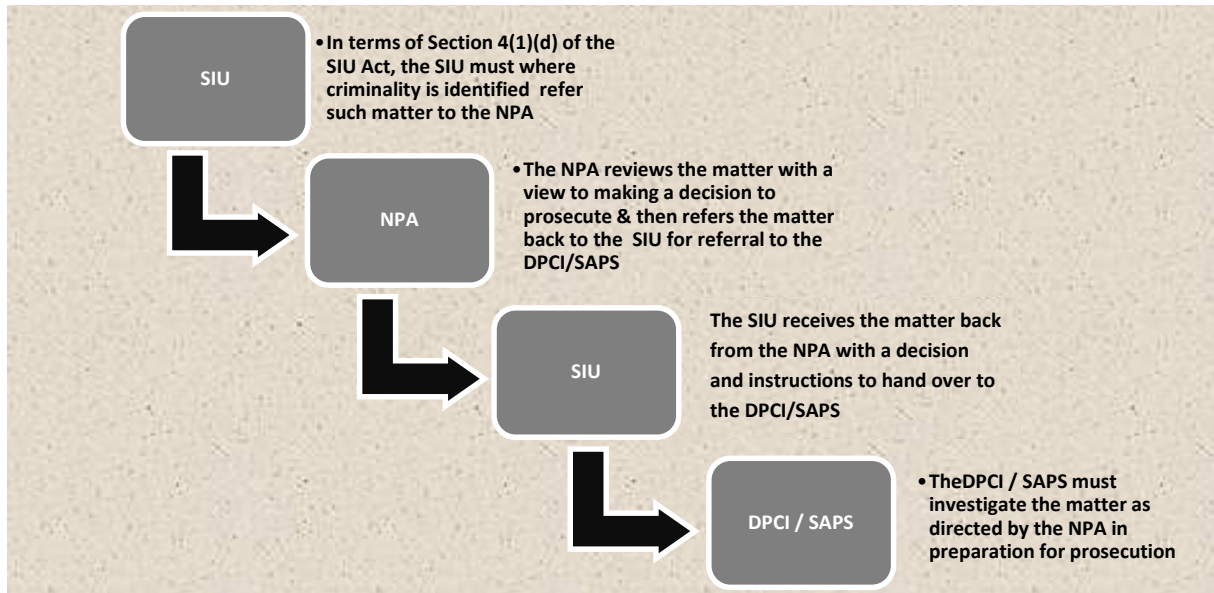 SIU
•In terms of Section 4(1)(d) of the
SIU Act, the SIU must where
criminality is identified refer
such matter to the NPA
NPA
•The NPA reviews the matter with a
view to making a decision to
prosecute & then refers the matter
back to the SIU for referral to the
DPCI/SAPS
SIU
The SIU receives the matter back
from the NPA with a decision
and instructions to hand over to
the DPCI/SAPS
DPCI / SAPS
•TheDPCI / SAPS must
investigate the matter as
directed by the NPA in
preparation for prosecution